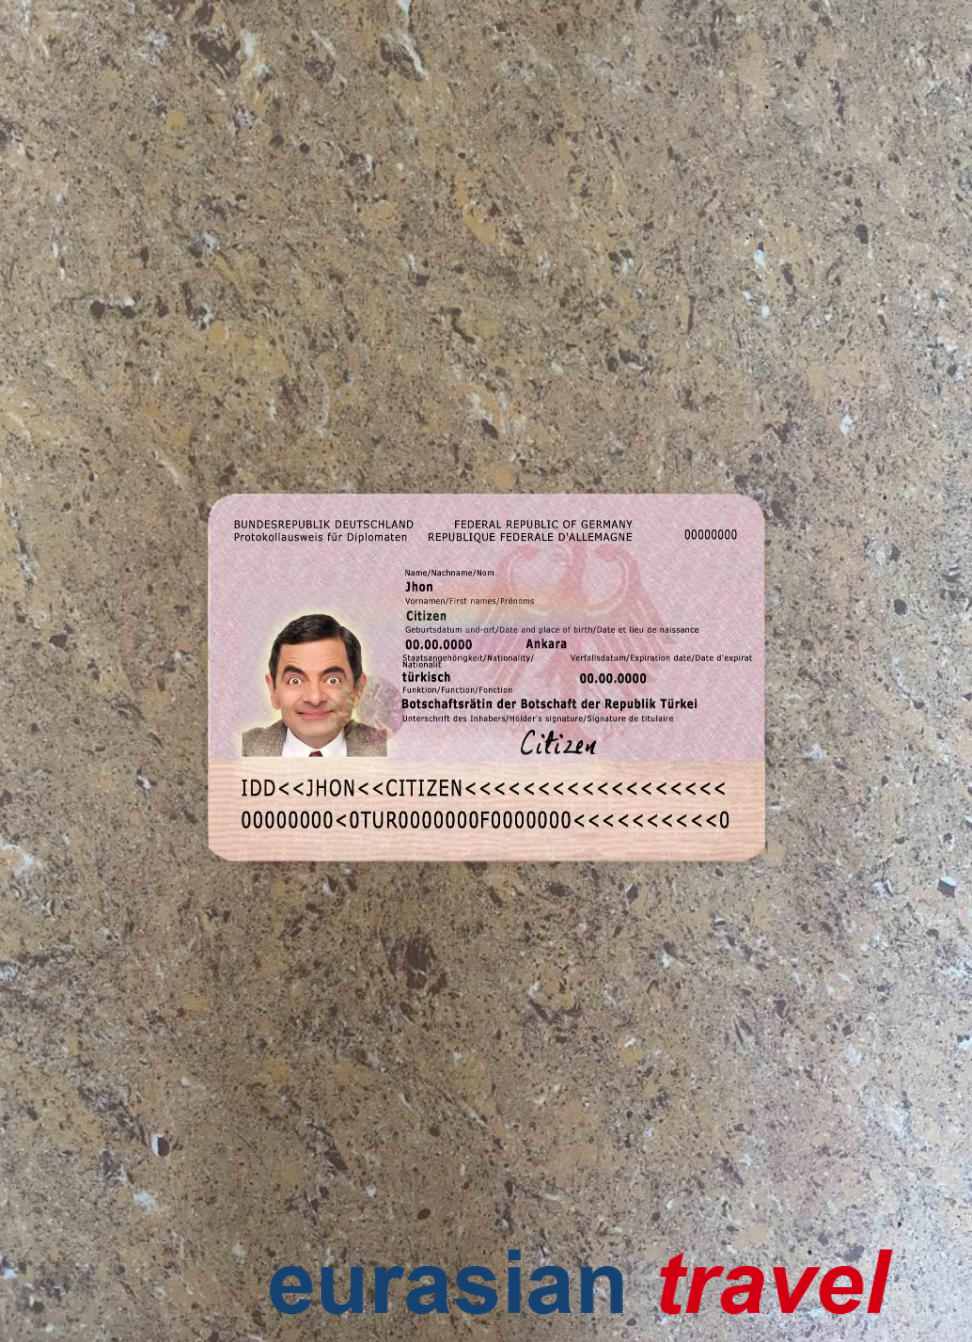 BUNDESREPUBLIK DEUTSCHLAND FEDERAL REPUBLIC OF GERMANY
Protokollausweis für Diplomaten REPUBLIQUE FEDERALE D'ALLEMAGNE
00000000
Name/Nachname/Nom
Jhon
Vornamen/First names/Prénoms
Citizen
Geburtsdatum und-ort/Date and place of birth/Date et lieu de naissance
00.00.0000 Ankara
Staatsangehörigkeit/Nationality/ Verfallsdatum/Expiration date/Date d'expirat
Nationalit
türkisch 00.00.0000
Funktion/Function/Fonction
Botschaftsrätin der Botschaft der Republik Türkei
Unterschrift des Inhabers/Holder's signature/Signature de titulaire
Citizen
IDD<<JHON<<CITIZEN<<<<<<<<<<<<<<<<<<
00000000<0TUR0000000F0000000<<<<<<<<<<0
eurasian travel